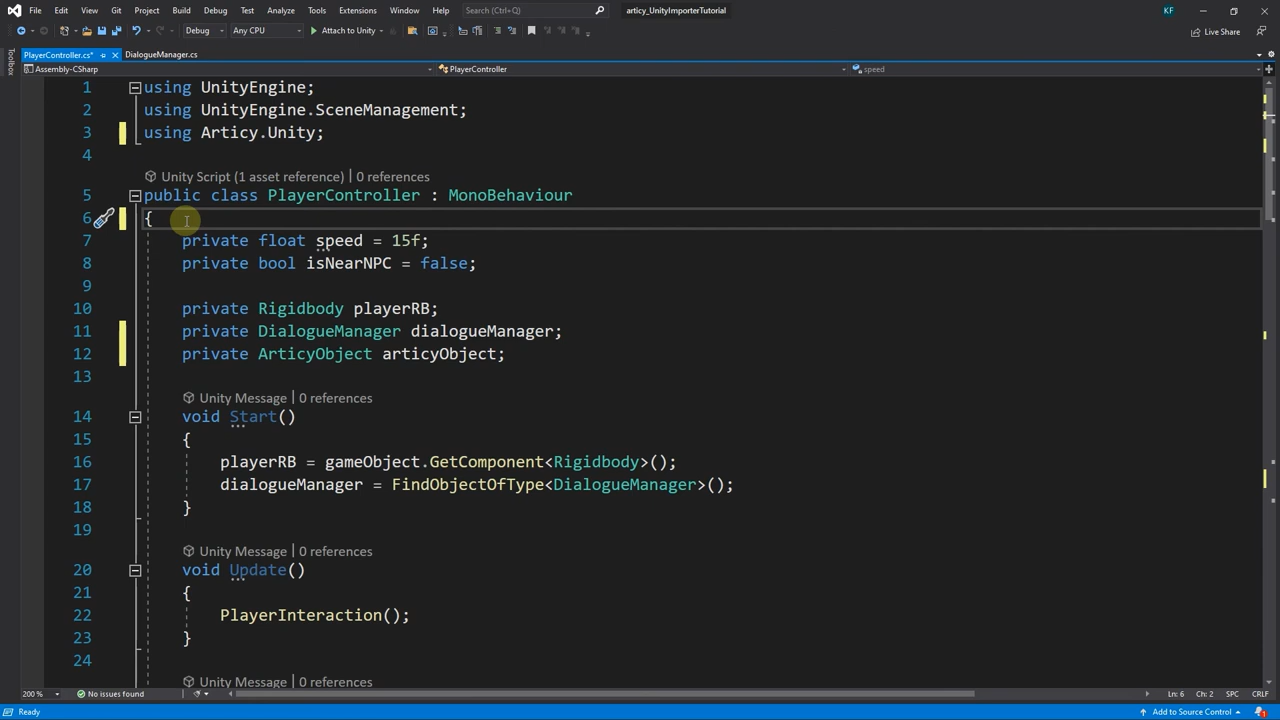 File Edit View Git Project Build Debug Test Analyze Tools Extensions Window Help Search (Ctrl+Q) articy_UnityImporterTutorial KF
Debug Any CPU Attach to Unity Live Share
PlayerController.cs* DialogueManager.cs
Toolbox
Assembly-CSharp PlayerController speed
1 using UnityEngine;
2 using UnityEngine.SceneManagement;
3 using Articy.Unity;
4
Unity Script (1 asset reference) | 0 references
5 public class PlayerController : MonoBehaviour
6 {
7 private float speed = 15f;
8 private bool isNearNPC = false;
9
10 private Rigidbody playerRB;
11 private DialogueManager dialogueManager;
12 private ArticyObject articyObject;
13
Unity Message | 0 references
14 void Start()
15 {
16 playerRB = gameObject.GetComponent<Rigidbody>();
17 dialogueManager = FindObjectOfType<DialogueManager>();
18 }
19
Unity Message | 0 references
20 void Update()
21 {
22 PlayerInteraction();
23 }
24
Unity Message | 0 references
200 % No issues found Ln: 6 Ch: 2 SPC CRLF
Ready Add to Source Control 1